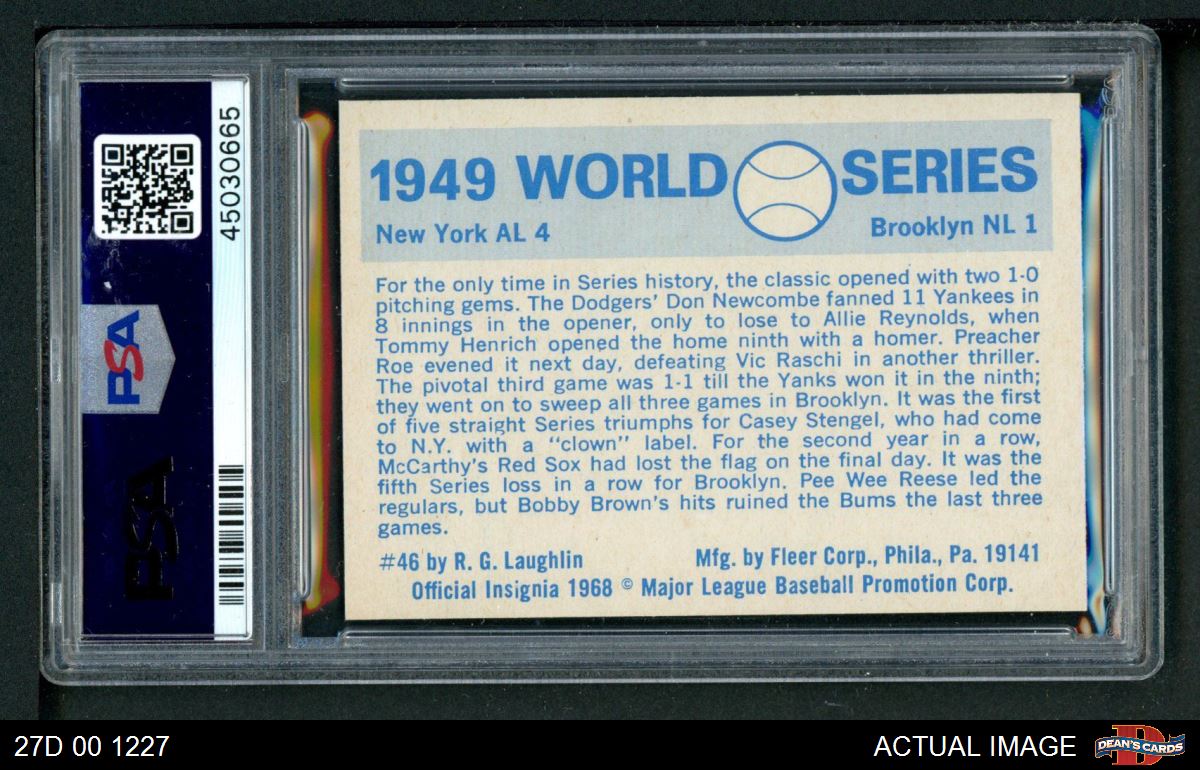 45030665
PSA
PSA
1949 WORLD SERIES
New York AL 4
Brooklyn NL 1
For the only time in Series history, the classic opened with two 1-0
pitching gems. The Dodgers' Don Newcombe fanned 11 Yankees in
8 innings in the opener, only to lose to Allie Reynolds, when
Tommy Henrich opened the home ninth with a homer. Preacher
Roe evened it next day, defeating Vic Raschi in another thriller.
The pivotal third game was 1-1 till the Yanks won it in the ninth;
they went on to sweep all three games in Brooklyn. It was the first
of five straight Series triumphs for Casey Stengel, who had come
to N.Y. with a "clown" label. For the second year in a row,
McCarthy's Red Sox had lost the flag on the final day. It was the
fifth Series loss in a row for Brooklyn. Pee Wee Reese led the
regulars, but Bobby Brown's hits ruined the Bums the last three
games.
#46 by R. G. Laughlin
Mfg. by Fleer Corp., Phila., Pa. 19141
Official Insignia 1968 © Major League Baseball Promotion Corp.
27D 00 1227
ACTUAL IMAGE
DEAN'S CARDS